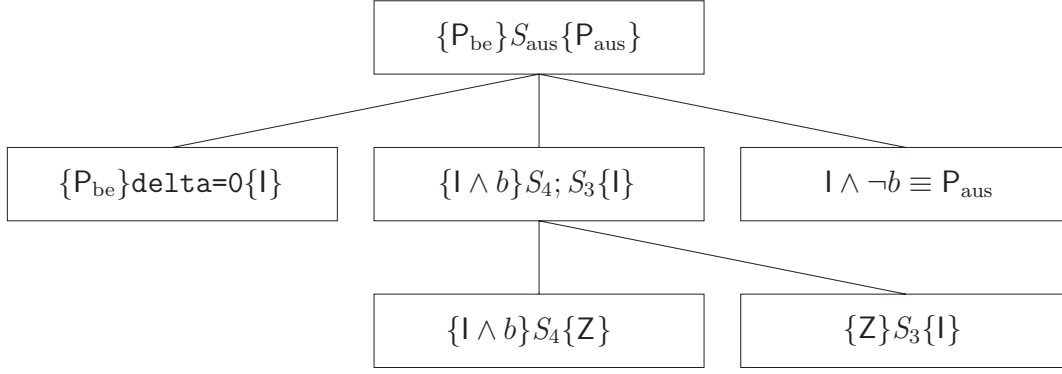 {P_be}S_aus{P_aus}
{P_be}delta=0{I}
{I ∧ b}S_4; S_3{I}
I ∧ ¬b ≡ P_aus
{I ∧ b}S_4{Z}
{Z}S_3{I}